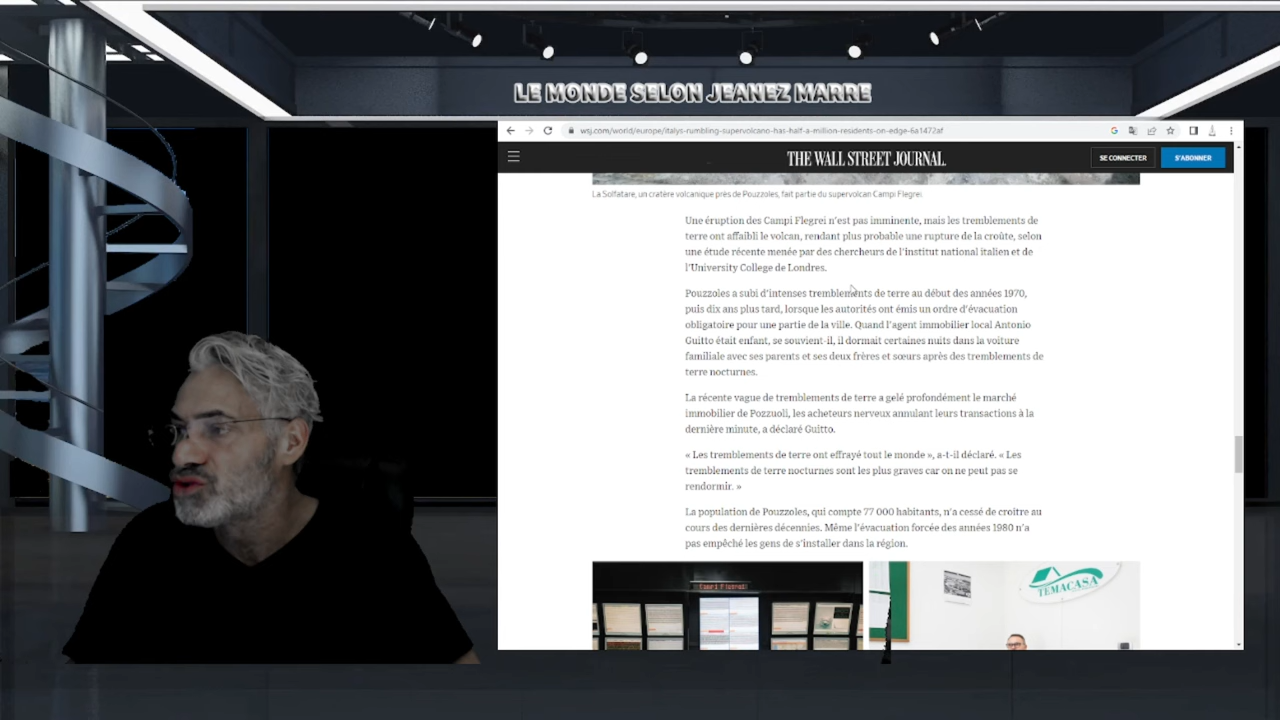 LE MONDE SELON JEANEZ MARRE
wsj.com/world/europe/italys-rumbling-supervolcano-has-half-a-million-residents-on-edge-6a1472af
THE WALL STREET JOURNAL.
SE CONNECTER
S'ABONNER
La Solfatare, un cratère volcanique près de Pouzzoles, fait partie du supervolcan Campi Flegrei.
Une éruption des Campi Flegrei n'est pas imminente, mais les tremblements de
terre ont affaibli le volcan, rendant plus probable une rupture de la croûte, selon
une étude récente menée par des chercheurs de l'institut national italien et de
l'University College de Londres.
Pouzzoles a subi d'intenses tremblements de terre au début des années 1970,
puis dix ans plus tard, lorsque les autorités ont émis un ordre d'évacuation
obligatoire pour une partie de la ville. Quand l'agent immobilier local Antonio
Guitto était enfant, se souvient-il, il dormait certaines nuits dans la voiture
familiale avec ses parents et ses deux frères et sœurs après des tremblements de
terre nocturnes.
La récente vague de tremblements de terre a gelé profondément le marché
immobilier de Pozzuoli, les acheteurs nerveux annulant leurs transactions à la
dernière minute, a déclaré Guitto.
« Les tremblements de terre ont effrayé tout le monde », a-t-il déclaré. « Les
tremblements de terre nocturnes sont les plus graves car on ne peut pas se
rendormir. »
La population de Pouzzoles, qui compte 77 000 habitants, n'a cessé de croître au
cours des dernières décennies. Même l'évacuation forcée des années 1980 n'a
pas empêché les gens de s'installer dans la région.
Campi Flegrei
TEMACASA